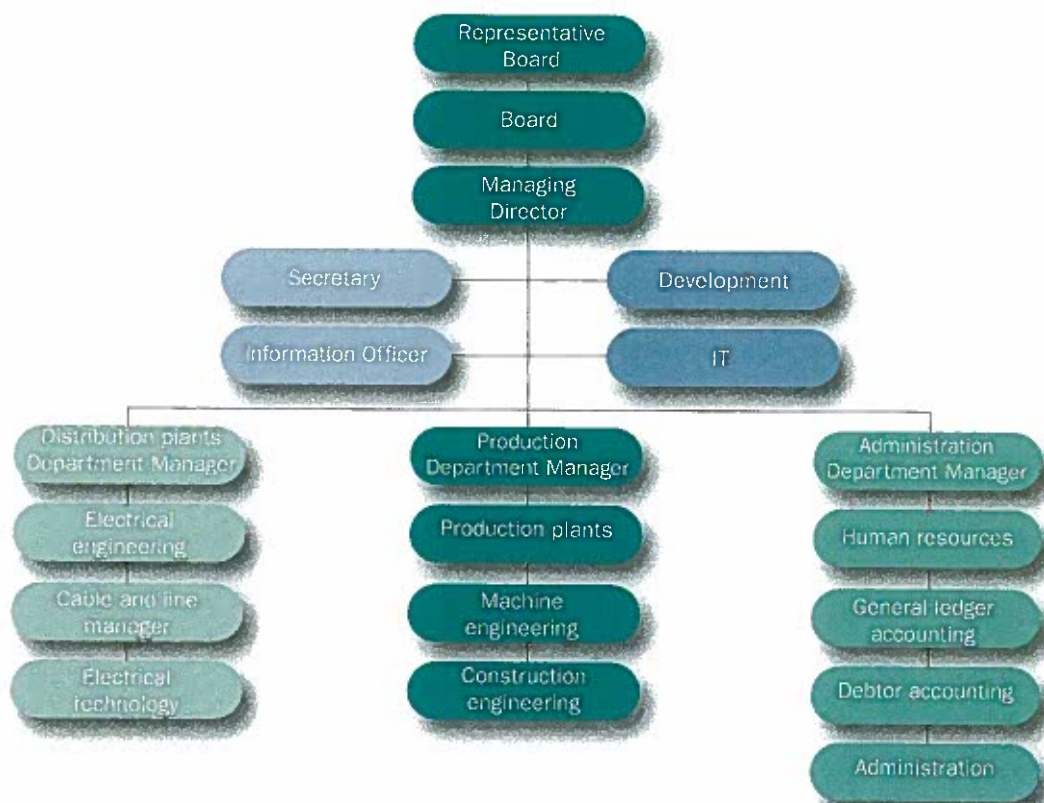 Representative
Board
Board
Managing
Director
Secretary
Development
Information Officer
IT
Distribution plants
Department Manager
Electrical
engineering
Cable and line
manager
Electrical
technology
Production
Department Manager
Production plants
Machine
engineering
Construction
engineering
Administration
Department Manager
Human resources
General ledger
accounting
Debtor accounting
Administration